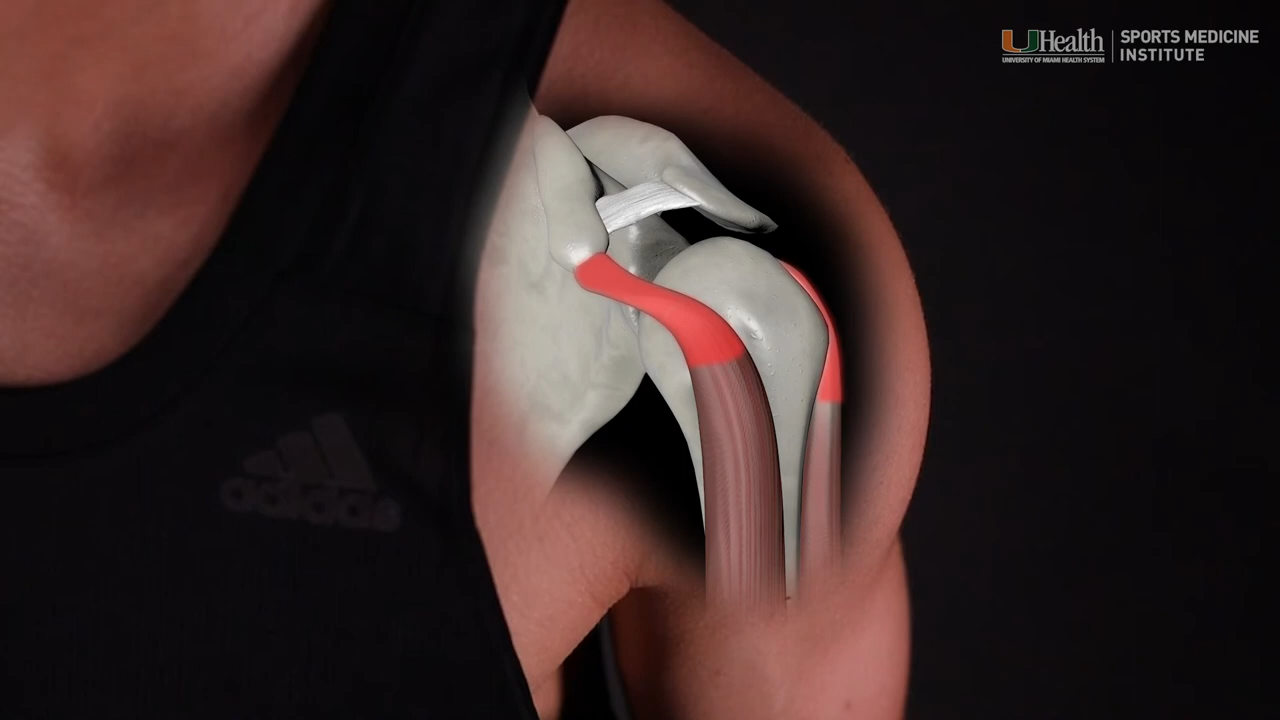 UHealth
UNIVERSITY OF MIAMI HEALTH SYSTEM
SPORTS MEDICINE
INSTITUTE
adidas